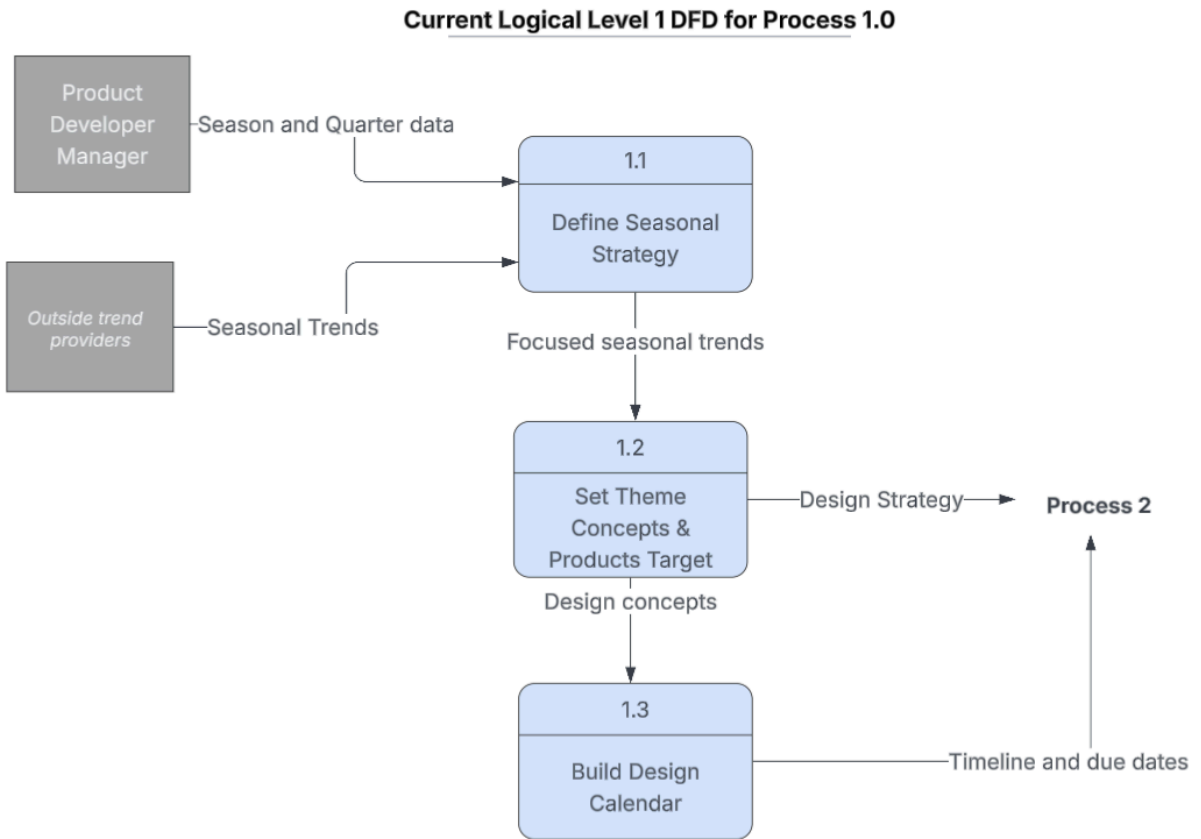 Current Logical Level 1 DFD for Process 1.0
Product
Developer
Manager
Season and Quarter data
1.1
Define Seasonal
Strategy
Outside trend
providers
Seasonal Trends
Focused seasonal trends
1.2
Set Theme
Concepts &
Products Target
Design Strategy
Process 2
Design concepts
1.3
Build Design
Calendar
Timeline and due dates